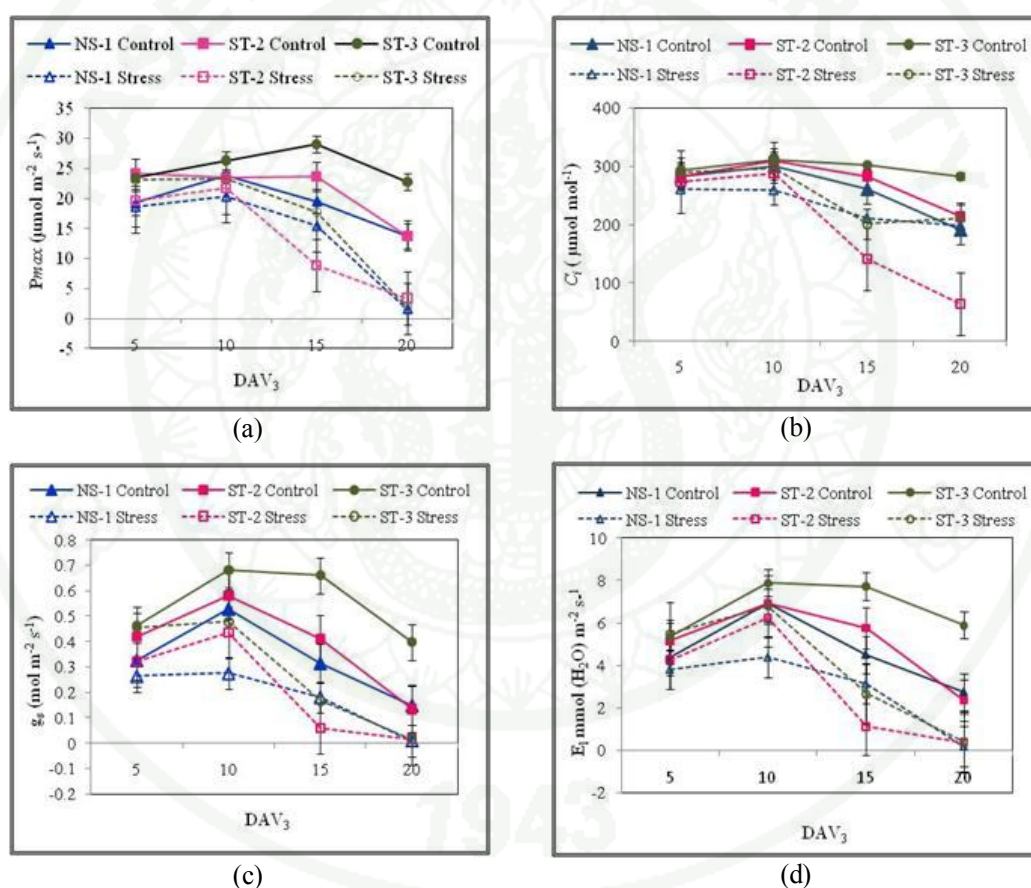 NS-1 Control ST-2 Control ST-3 Control
NS-1 Stress ST-2 Stress ST-3 Stress
35
30
25
20
15
10
5
0
-5
Pmax (µmol m⁻² s⁻¹)
5 10 15 20
DAV₃
(a)
NS-1 Control ST-2 Control ST-3 Control
NS-1 Stress ST-2 Stress ST-3 Stress
400
300
200
100
0
Cᵢ ( µmol mol⁻¹)
5 10 15 20
DAV₃
(b)
NS-1 Control ST-2 Control ST-3 Control
NS-1 Stress ST-2 Stress ST-3 Stress
0.8
0.7
0.6
0.5
0.4
0.3
0.2
0.1
0
-0.1
-0.2
gₛ (mol m⁻² s⁻¹)
5 10 15 20
DAV₃
(c)
NS-1 Control ST-2 Control ST-3 Control
NS-1 Stress ST-2 Stress ST-3 Stress
10
8
6
4
2
0
-2
E₁ mmol (H₂O) m⁻² s⁻¹
5 10 15 20
DAV₃
(d)
1943